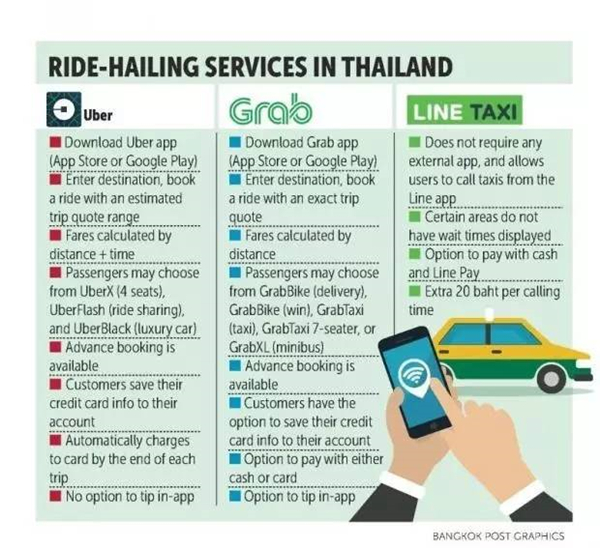 RIDE-HAILING SERVICES IN THAILAND
Uber
Download Uber app
(App Store or Google Play)
Enter destination, book
a ride with an estimated
trip quote range
Fares calculated by
distance + time
Passengers may choose
from UberX (4 seats),
UberFlash (ride sharing),
and UberBlack (luxury car)
Advance booking is
available
Customers save their
credit card info to their
account
Automatically charges
to card by the end of each
trip
No option to tip in-app
Grab
Download Grab app
(App Store or Google Play)
Enter destination, book
a ride with an exact trip
quote
Fares calculated by
distance
Passengers may choose
from GrabBike (delivery),
GrabBike (win), GrabTaxi
(taxi), GrabTaxi 7-seater, or
GrabXL (minibus)
Advance booking is
available
Customers have the
option to save their credit
card info to their account
Option to pay with either
cash or card
Option to tip in-app
LINE TAXI
Does not require any
external app, and allows
users to call taxis from the
Line app
Certain areas do not
have wait times displayed
Option to pay with cash
and Line Pay
Extra 20 baht per calling
time
BANGKOK POST GRAPHICS